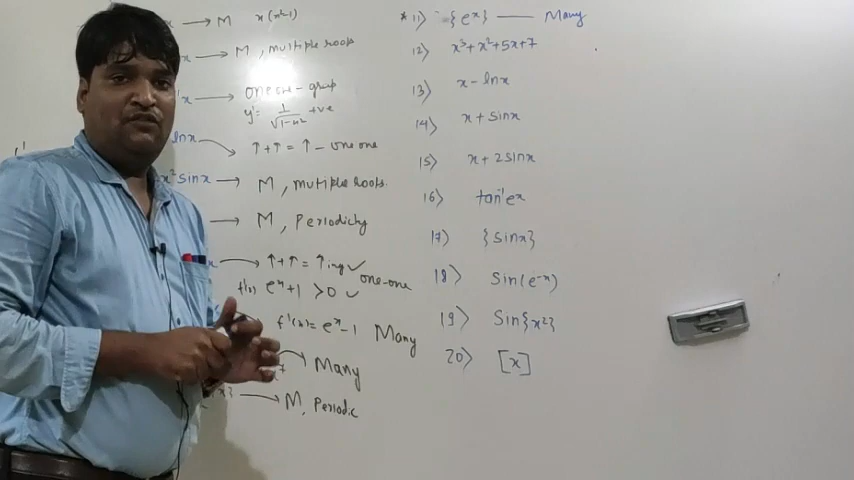 x → M x(x²-1)
x → M, multiple roots
x → one one - graph
y' = 1/√1-x² +ve
lnx → ↑+↑ = ↑ - one one
x² sinx → M, multiple roots.
→ M, Periodicity
x → ↑+↑ = ↑ing ✓ one-one
f'(x) eˣ+1 >0 ✓
f'(x) = eˣ-1 Many
→ Many
→ M, Periodic
*11> {eˣ} — Many
12> x³+x²+5x+7
13> x-lnx
14> x+sinx
15> x+2sinx
16> tan⁻¹eˣ
17> {sinx}
18> Sin(e⁻ˣ)
19> Sin{x²}
20> [x]